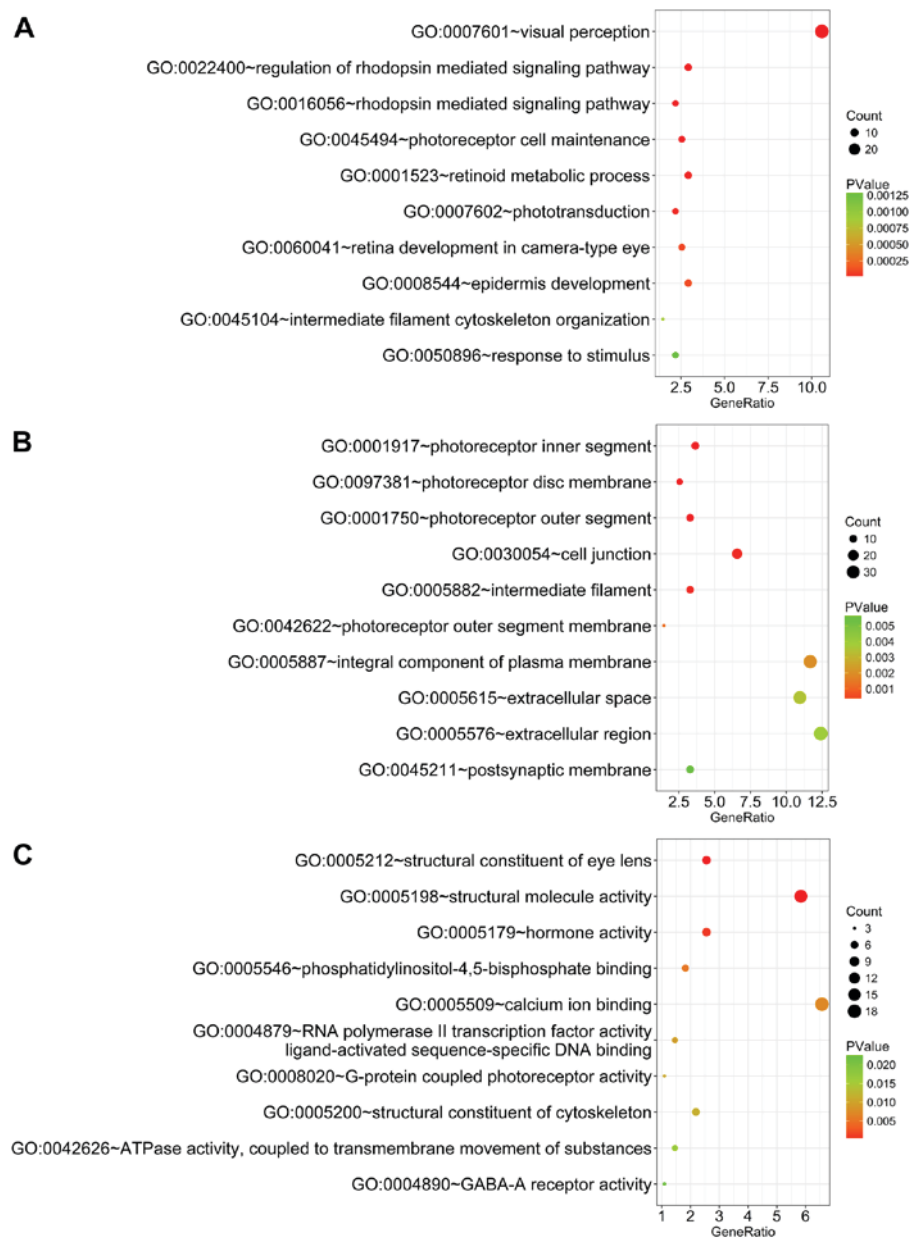 A
GO:0007601~visual perception
GO:0022400~regulation of rhodopsin mediated signaling pathway
GO:0016056~rhodopsin mediated signaling pathway
GO:0045494~photoreceptor cell maintenance
GO:0001523~retinoid metabolic process
GO:0007602~phototransduction
GO:0060041~retina development in camera-type eye
GO:0008544~epidermis development
GO:0045104~intermediate filament cytoskeleton organization
GO:0050896~response to stimulus
2.5 5.0 7.5 10.0
GeneRatio
Count
10
20
PValue
0.00125
0.00100
0.00075
0.00050
0.00025
B
GO:0001917~photoreceptor inner segment
GO:0097381~photoreceptor disc membrane
GO:0001750~photoreceptor outer segment
GO:0030054~cell junction
GO:0005882~intermediate filament
GO:0042622~photoreceptor outer segment membrane
GO:0005887~integral component of plasma membrane
GO:0005615~extracellular space
GO:0005576~extracellular region
GO:0045211~postsynaptic membrane
2.5 5.0 7.5 10.0 12.5
GeneRatio
Count
10
20
30
PValue
0.005
0.004
0.003
0.002
0.001
C
GO:0005212~structural constituent of eye lens
GO:0005198~structural molecule activity
GO:0005179~hormone activity
GO:0005546~phosphatidylinositol-4,5-bisphosphate binding
GO:0005509~calcium ion binding
GO:0004879~RNA polymerase II transcription factor activity
ligand-activated sequence-specific DNA binding
GO:0008020~G-protein coupled photoreceptor activity
GO:0005200~structural constituent of cytoskeleton
GO:0042626~ATPase activity, coupled to transmembrane movement of substances
GO:0004890~GABA-A receptor activity
1 2 3 4 5 6
GeneRatio
Count
3
6
9
12
15
18
PValue
0.020
0.015
0.010
0.005